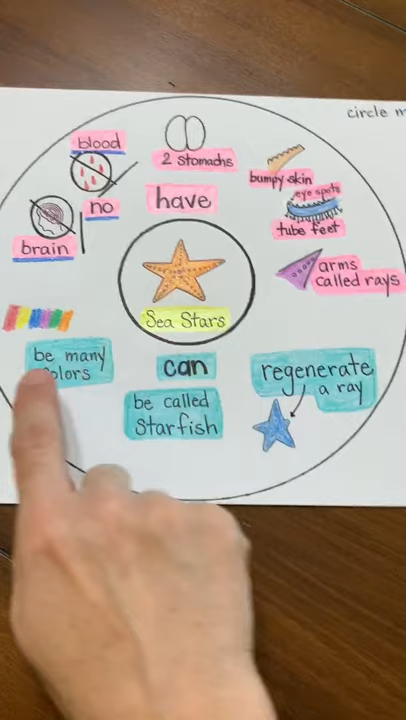 circle m
blood
2 stomachs
bumpy skin
eye spots
no
have
tube feet
brain
arms
called rays
Sea Stars
be many
colors
can
regenerate
a ray
be called
starfish